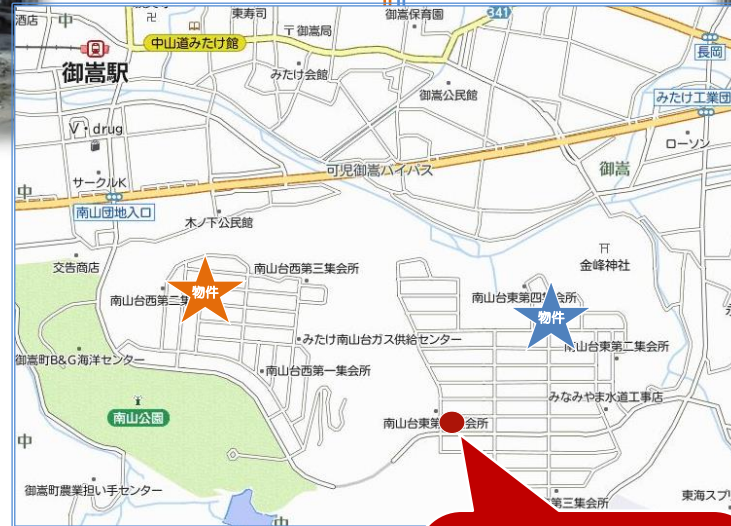 酒店
中
卍
東寿司
〒御嵩局
御嵩保育園
341
中山道みたけ館
長岡
御嵩駅
みたけ会館
御嵩公民館
みたけ工業団
V・drug
ローソン
サークルK
可児御嵩バイパス
御嵩
中
南山団地入口
木ノ下公民館
交告商店
南山台西第三集会所
金峰神社
南山台西第二集
物件
南山台東第四集会所
物件
みたけ南山台ガス供給センター
南山台東第二集会所
御嵩町B&G海洋センター
南山台西第一集会所
みなみやま水道工事店
南山公園
南山台東第
会所
中
御嵩町農業担い手センター
第三集会所
東海スプ
中